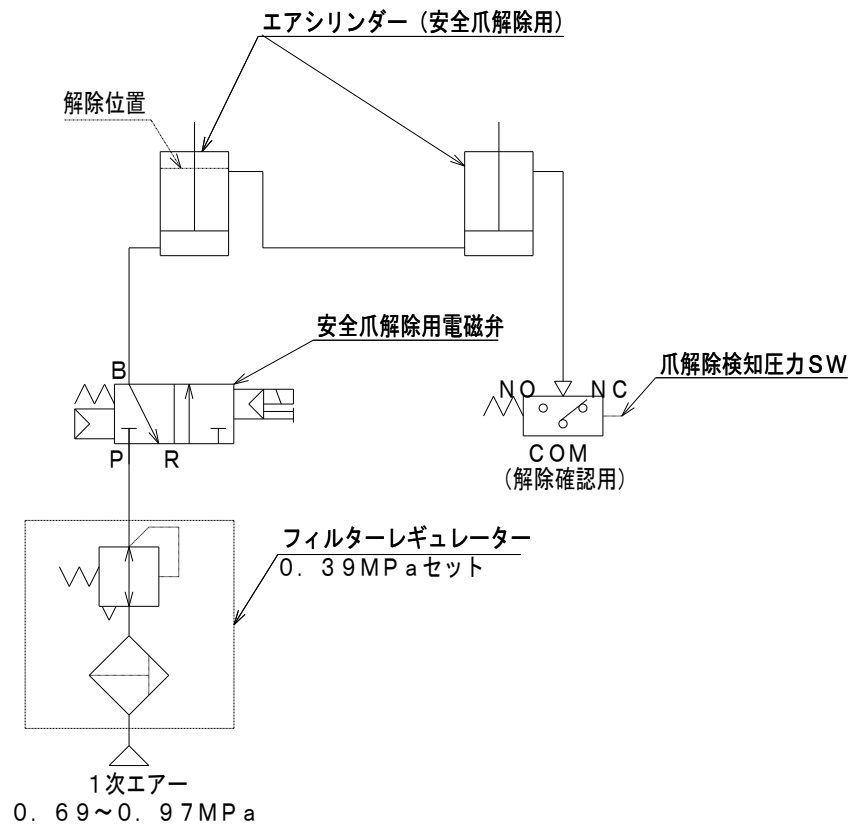 エアシリンダー（安全爪解除用）
解除位置
安全爪解除用電磁弁
B
爪解除検知圧力SW
NO NC
P R
COM
（解除確認用）
フィルターレギュレーター
0．39MPaセット
1次エアー
0．69～0．97MPa